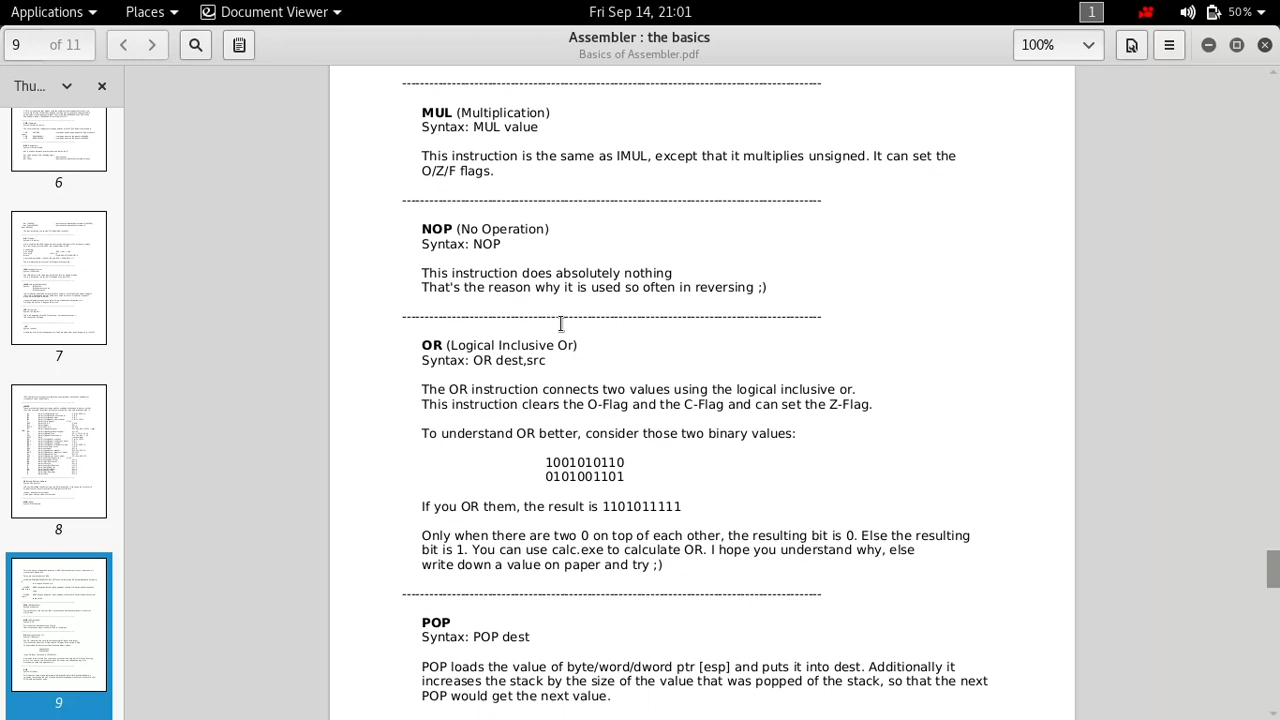 Applications Places Document Viewer Fri Sep 14, 21:01 1 50%
9 of 11 Assembler : the basics 100%
Basics of Assembler.pdf
Thu...
6
7
8
9
--------------------------------------------------------------------------------
MUL (Multiplication)
Syntax: MUL value
This instruction is the same as IMUL, except that it multiplies unsigned. It can set the
O/Z/F flags.
--------------------------------------------------------------------------------
NOP (No Operation)
Syntax: NOP
This instruction does absolutely nothing
That's the reason why it is used so often in reversing ;)
--------------------------------------------------------------------------------
OR (Logical Inclusive Or)
Syntax: OR dest,src
The OR instruction connects two values using the logical inclusive or.
This instruction clears the O-Flag and the C-Flag and can set the Z-Flag.
To understand OR better, consider those two binary values:
1001010110
0101001101
If you OR them, the result is 1101011111
Only when there are two 0 on top of each other, the resulting bit is 0. Else the resulting
bit is 1. You can use calc.exe to calculate OR. I hope you understand why, else
write down a value on paper and try ;)
--------------------------------------------------------------------------------
POP
Syntax: POP dest
POP loads the value of byte/word/dword ptr [esp] and puts it into dest. Additionally it
increases the stack by the size of the value that was popped of the stack, so that the next
POP would get the next value.